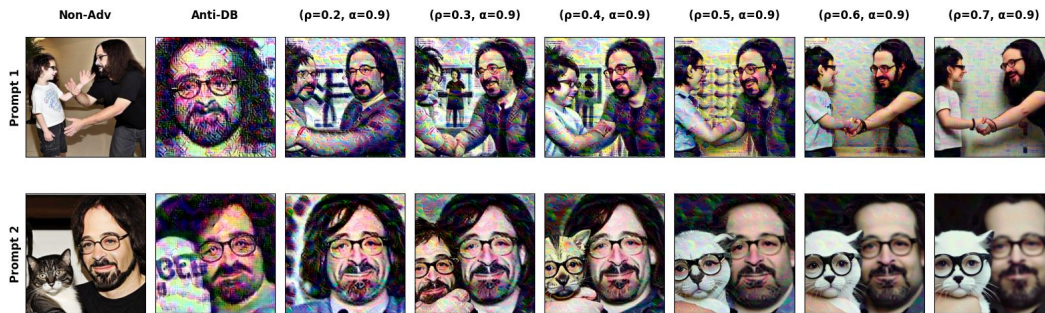 Non-Adv Anti-DB (ρ=0.2, α=0.9) (ρ=0.3, α=0.9) (ρ=0.4, α=0.9) (ρ=0.5, α=0.9) (ρ=0.6, α=0.9) (ρ=0.7, α=0.9)
Prompt 1
Prompt 2